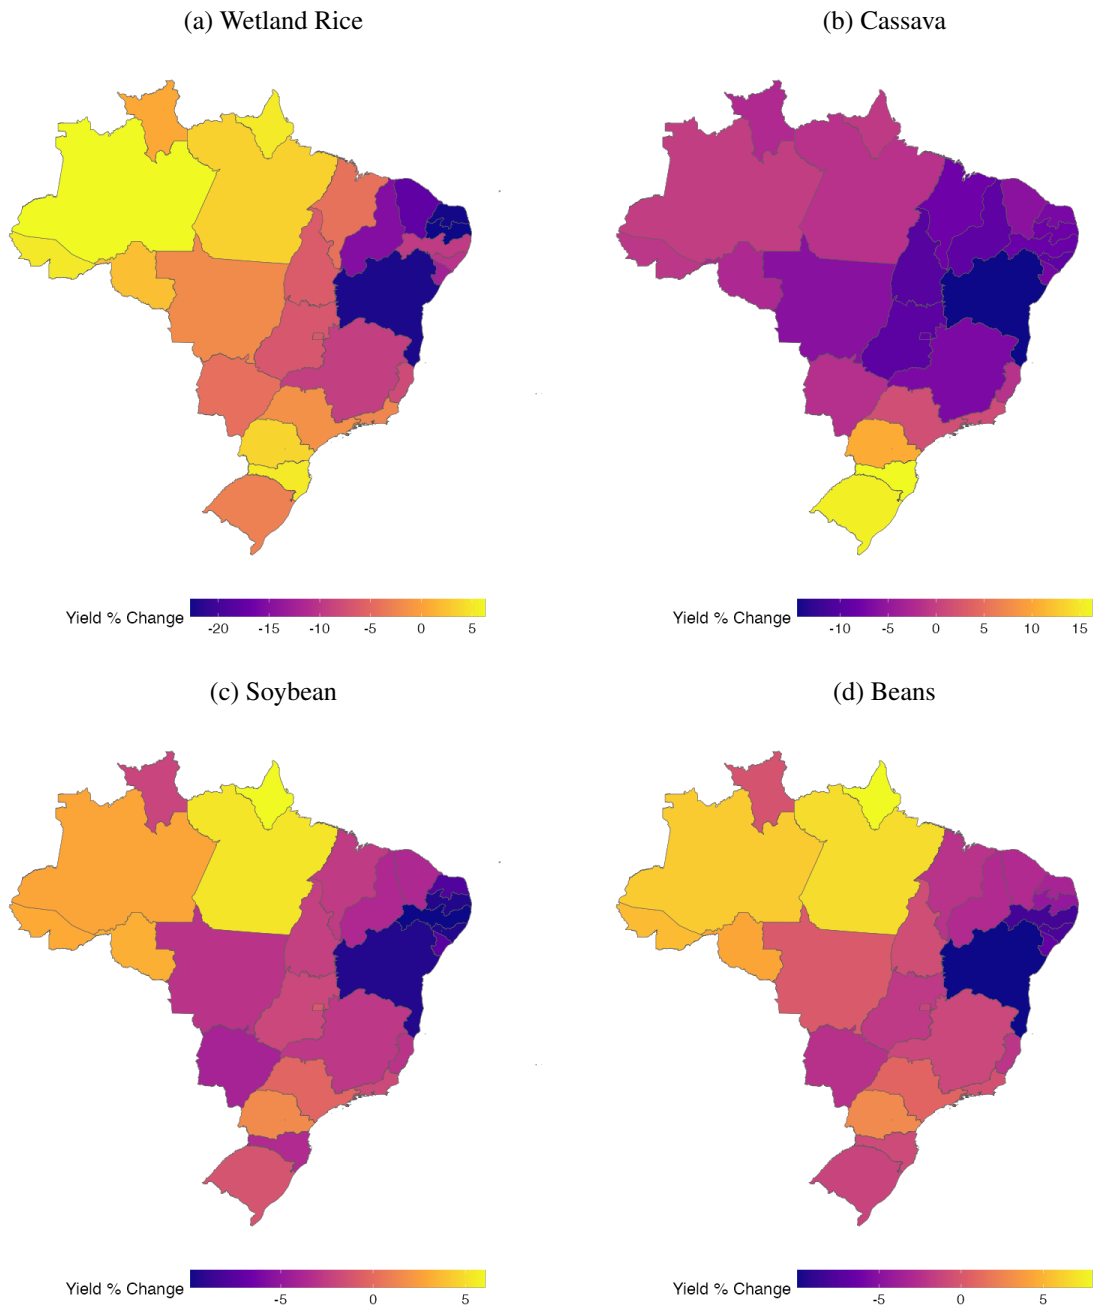 (a) Wetland Rice
(b) Cassava
Yield % Change
-20 -15 -10 -5 0 5
Yield % Change
-10 -5 0 5 10 15
(c) Soybean
(d) Beans
Yield % Change
-5 0 5
Yield % Change
-5 0 5